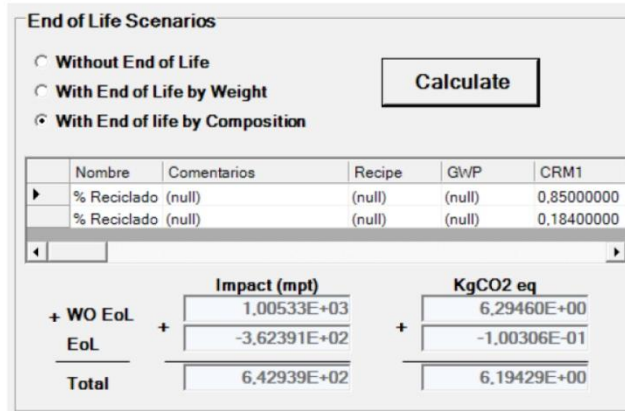 End of Life Scenarios
Without End of Life
With End of Life by Weight
With End of life by Composition
Calculate
Nombre Comentarios Recipe GWP CRM1
% Reciclado (null) (null) (null) 0,85000000
% Reciclado (null) (null) (null) 0,18400000
Impact (mpt) KgCO2 eq
+ WO EoL + 1,00533E+03 + 6,29460E+00
EoL -3,62391E+02 -1,00306E-01
Total 6,42939E+02 6,19429E+00